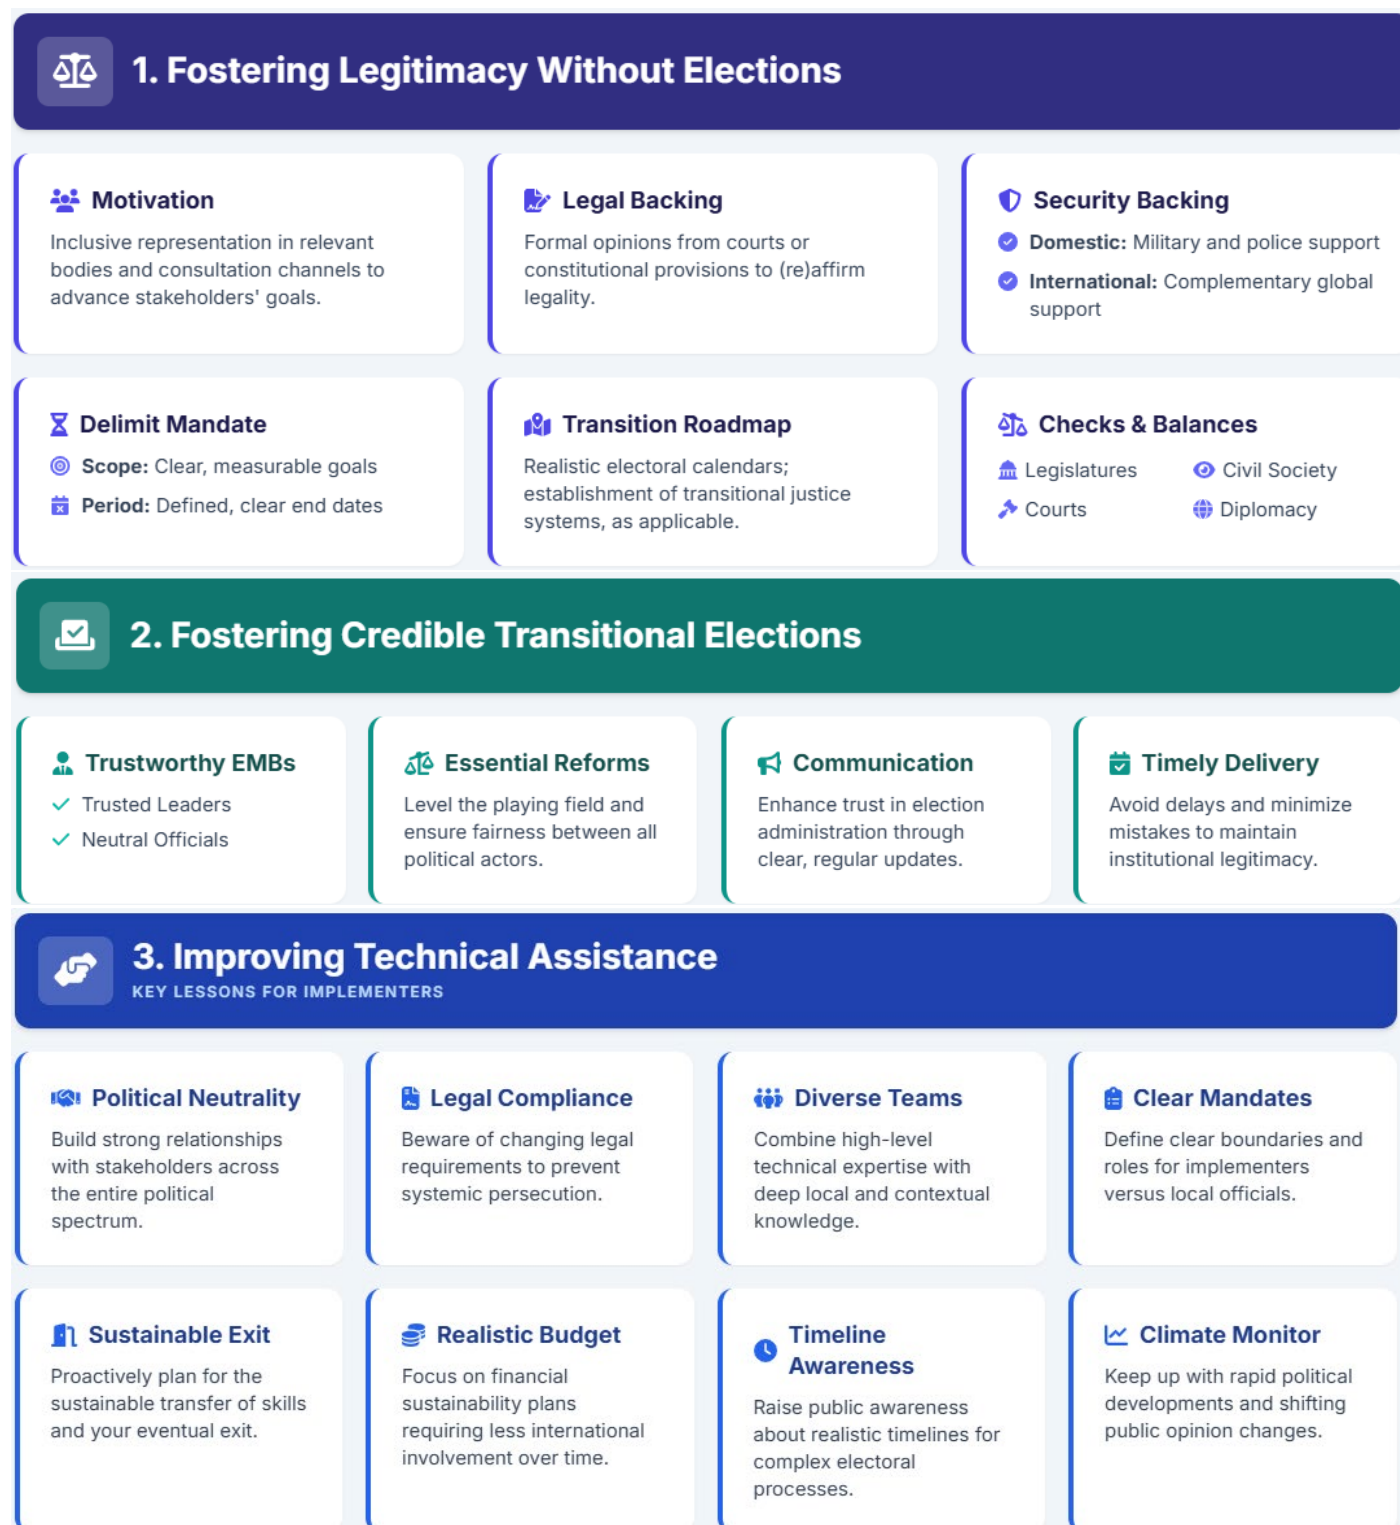 1. Fostering Legitimacy Without Elections
Motivation
Inclusive representation in relevant
bodies and consultation channels to
advance stakeholders' goals.
Legal Backing
Formal opinions from courts or
constitutional provisions to (re)affirm
legality.
Security Backing
Domestic: Military and police support
International: Complementary global
support
Delimit Mandate
Scope: Clear, measurable goals
Period: Defined, clear end dates
Transition Roadmap
Realistic electoral calendars;
establishment of transitional justice
systems, as applicable.
Checks & Balances
Legislatures
Civil Society
Courts
Diplomacy
2. Fostering Credible Transitional Elections
Trustworthy EMBs
Trusted Leaders
Neutral Officials
Essential Reforms
Level the playing field and
ensure fairness between all
political actors.
Communication
Enhance trust in election
administration through
clear, regular updates.
Timely Delivery
Avoid delays and minimize
mistakes to maintain
institutional legitimacy.
3. Improving Technical Assistance
KEY LESSONS FOR IMPLEMENTERS
Political Neutrality
Build strong relationships
with stakeholders across
the entire political
spectrum.
Legal Compliance
Beware of changing legal
requirements to prevent
systemic persecution.
Diverse Teams
Combine high-level
technical expertise with
deep local and contextual
knowledge.
Clear Mandates
Define clear boundaries and
roles for implementers
versus local officials.
Sustainable Exit
Proactively plan for the
sustainable transfer of skills
and your eventual exit.
Realistic Budget
Focus on financial
sustainability plans
requiring less international
involvement over time.
Timeline
Awareness
Raise public awareness
about realistic timelines for
complex electoral
processes.
Climate Monitor
Keep up with rapid political
developments and shifting
public opinion changes.